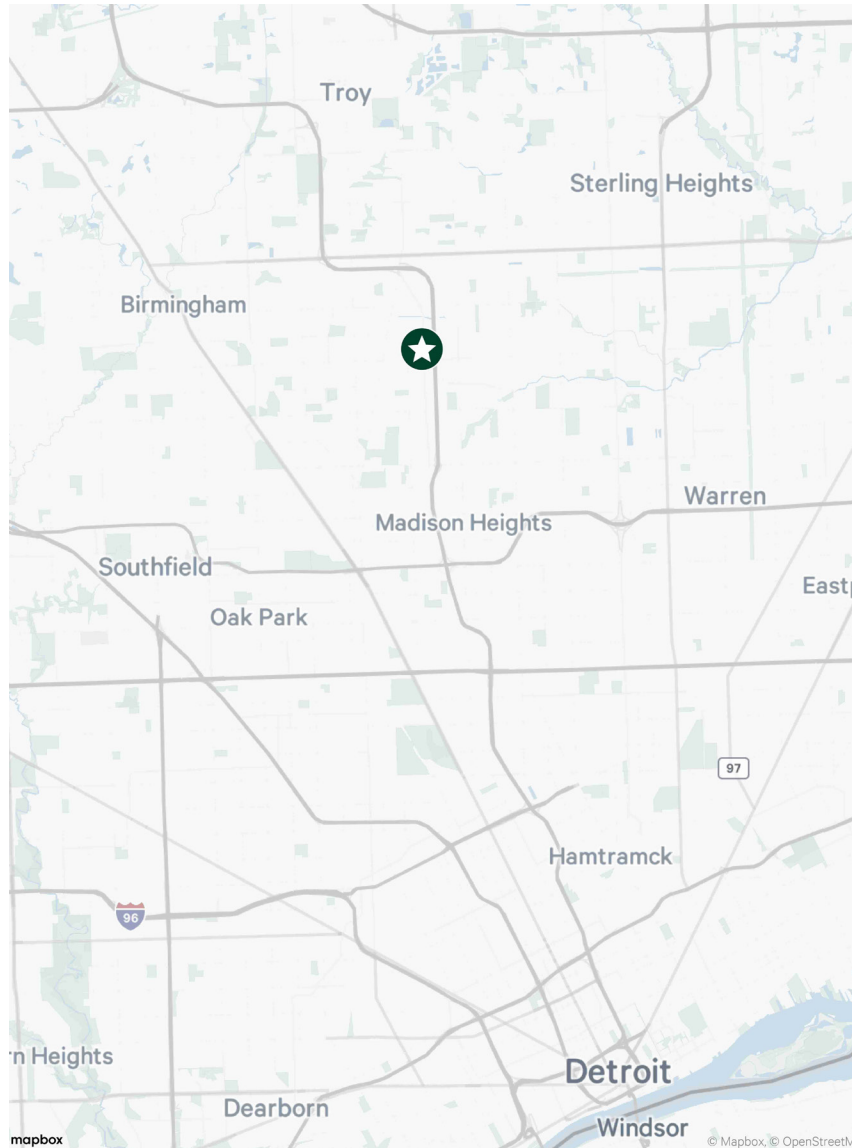 Troy
Sterling Heights
Birmingham
Warren
Madison Heights
Southfield
Eastp
Oak Park
97
Hamtramck
96
rn Heights
Detroit
Dearborn
Windsor
mapbox
© Mapbox, © OpenStreetM